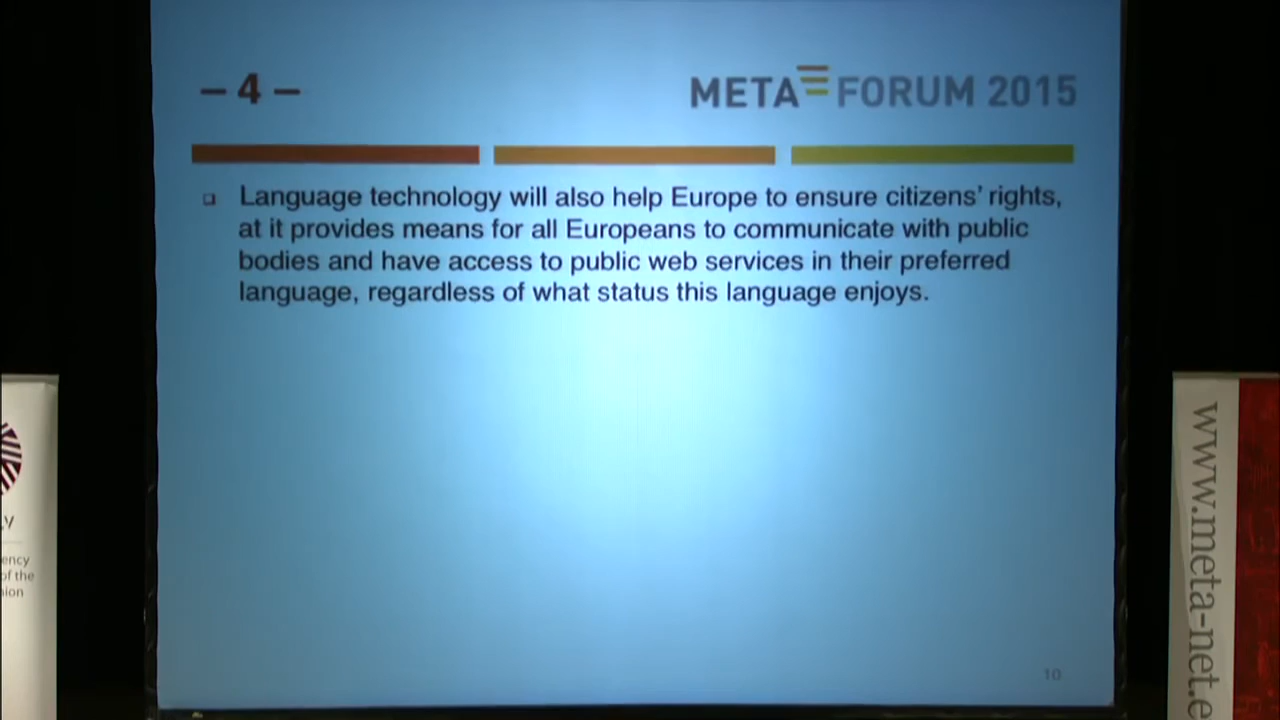 – 4 –
META FORUM 2015
Language technology will also help Europe to ensure citizens' rights,
at it provides means for all Europeans to communicate with public
bodies and have access to public web services in their preferred
language, regardless of what status this language enjoys.
10
of the
www.meta-net.e